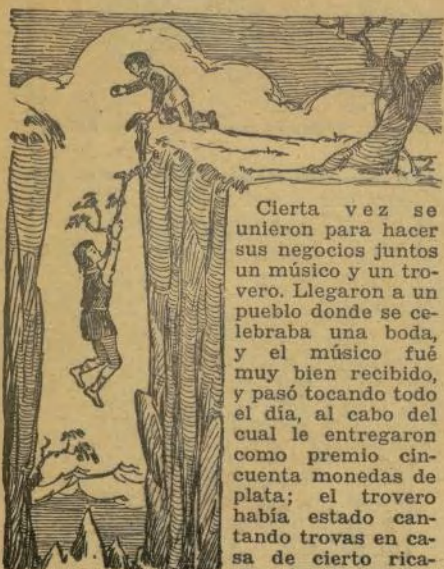 Cierta vez se
unieron para hacer
sus negocios juntos
un músico y un tro-
vero. Llegaron a un
pueblo donde se ce-
lebraba una boda,
y el músico fué
muy bien recibido,
y pasó tocando todo
el día, al cabo del
cual le entregaron
como premio cin-
cuenta monedas de
plata; el trovero
había estado can-
tando trovas en ca-
sa de cierto rica-